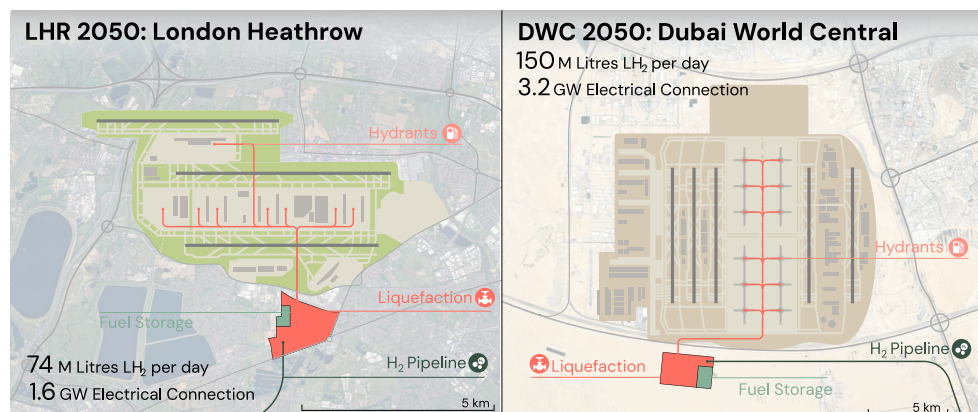 LHR 2050: London Heathrow
Hydrants
Liquefaction
Fuel Storage
74 M Litres LH₂ per day
1.6 GW Electrical Connection
H₂ Pipeline
5 km
DWC 2050: Dubai World Central
150 M Litres LH₂ per day
3.2 GW Electrical Connection
Hydrants
H₂ Pipeline
Liquefaction
Fuel Storage
5 km